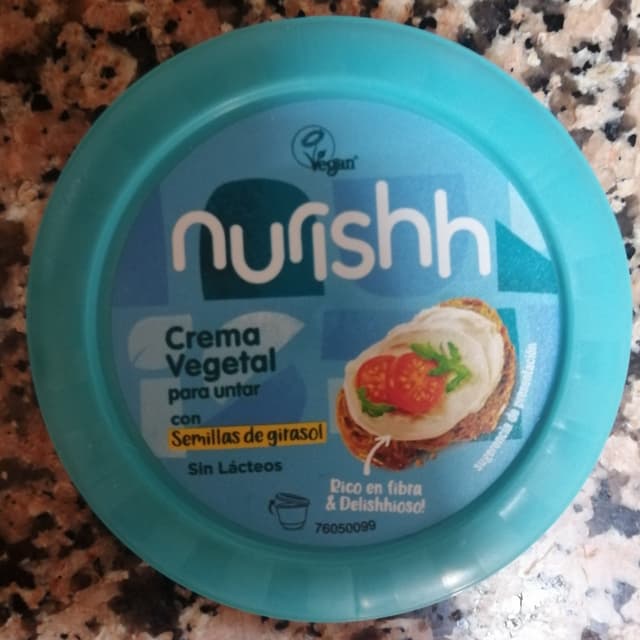 Vegan
nurishh
Crema
Vegetal
para untar
con
Semillas de girasol
Sin Lácteos
Rico en fibra
& Delishhioso!
76050099